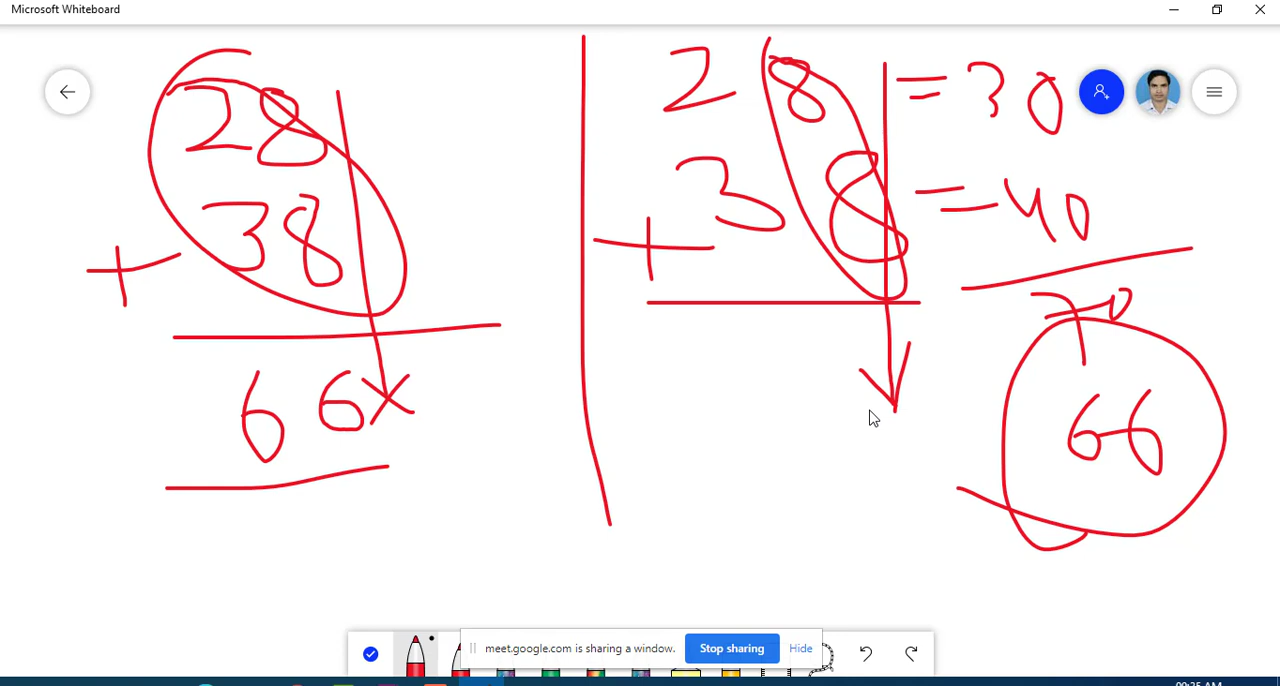 Microsoft Whiteboard
28
38
+
66x
28 = 30
+ 38 = 40
70
66
meet.google.com is sharing a window. Stop sharing Hide